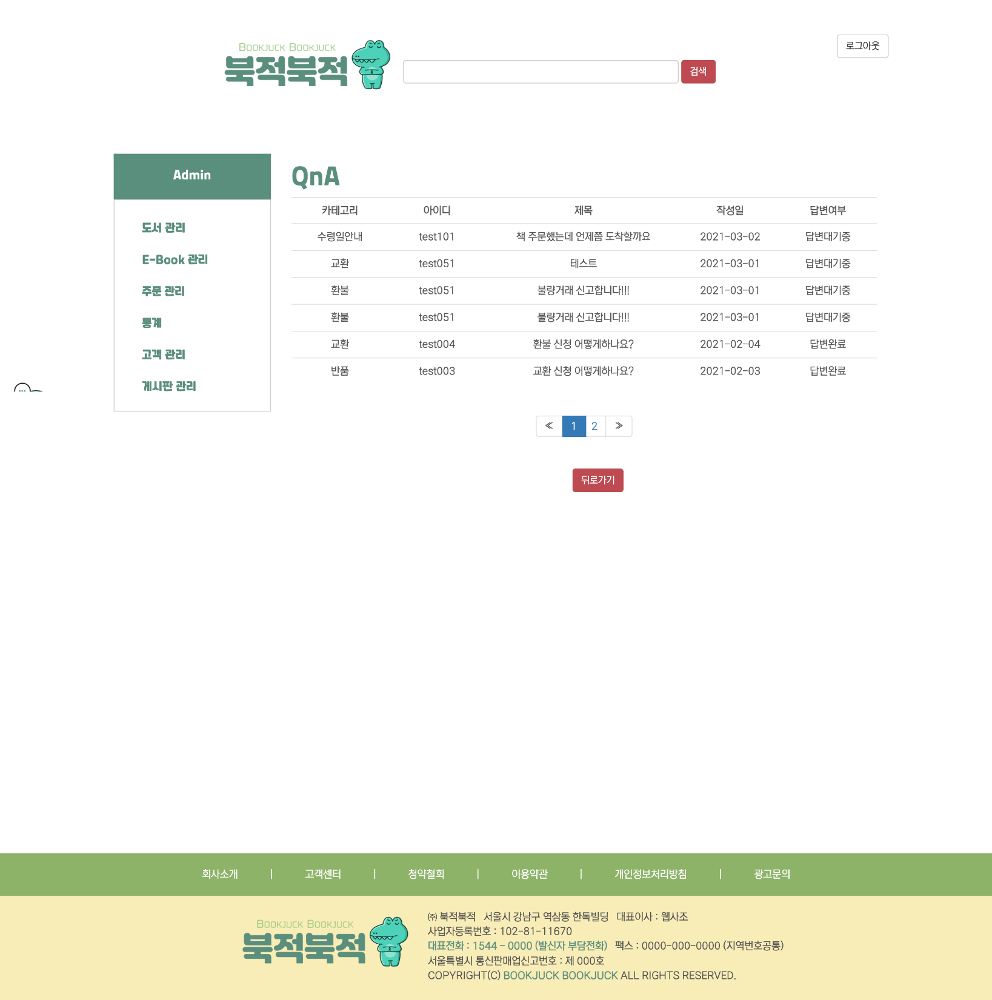 로그아웃
BOOKJUCK BOOKJUCK
북적북적
검색
Admin
도서 관리
E-Book 관리
주문 관리
통계
고객 관리
게시판 관리
QnA
카테고리 아이디 제목 작성일 답변여부
수령일안내 test101 책 주문했는데 언제쯤 도착할까요 2021-03-02 답변대기중
교환 test051 테스트 2021-03-01 답변대기중
환불 test051 불량거래 신고합니다!!! 2021-03-01 답변대기중
환불 test051 불량거래 신고합니다!!! 2021-03-01 답변대기중
교환 test004 환불 신청 어떻게하나요? 2021-02-04 답변완료
반품 test003 교환 신청 어떻게하나요? 2021-02-03 답변완료
≪ 1 2 ≫
뒤로가기
회사소개 | 고객센터 | 청약철회 | 이용약관 | 개인정보처리방침 | 광고문의
BOOKJUCK BOOKJUCK
북적북적
㈜ 북적북적 서울시 강남구 역삼동 한독빌딩 대표이사 : 웹사조
사업자등록번호 : 102-81-11670
대표전화 : 1544 - 0000 (발신자 부담전화) 팩스 : 0000-000-0000 (지역번호공통)
서울특별시 통신판매업신고번호 : 제 000호
COPYRIGHT(C) BOOKJUCK BOOKJUCK ALL RIGHTS RESERVED.